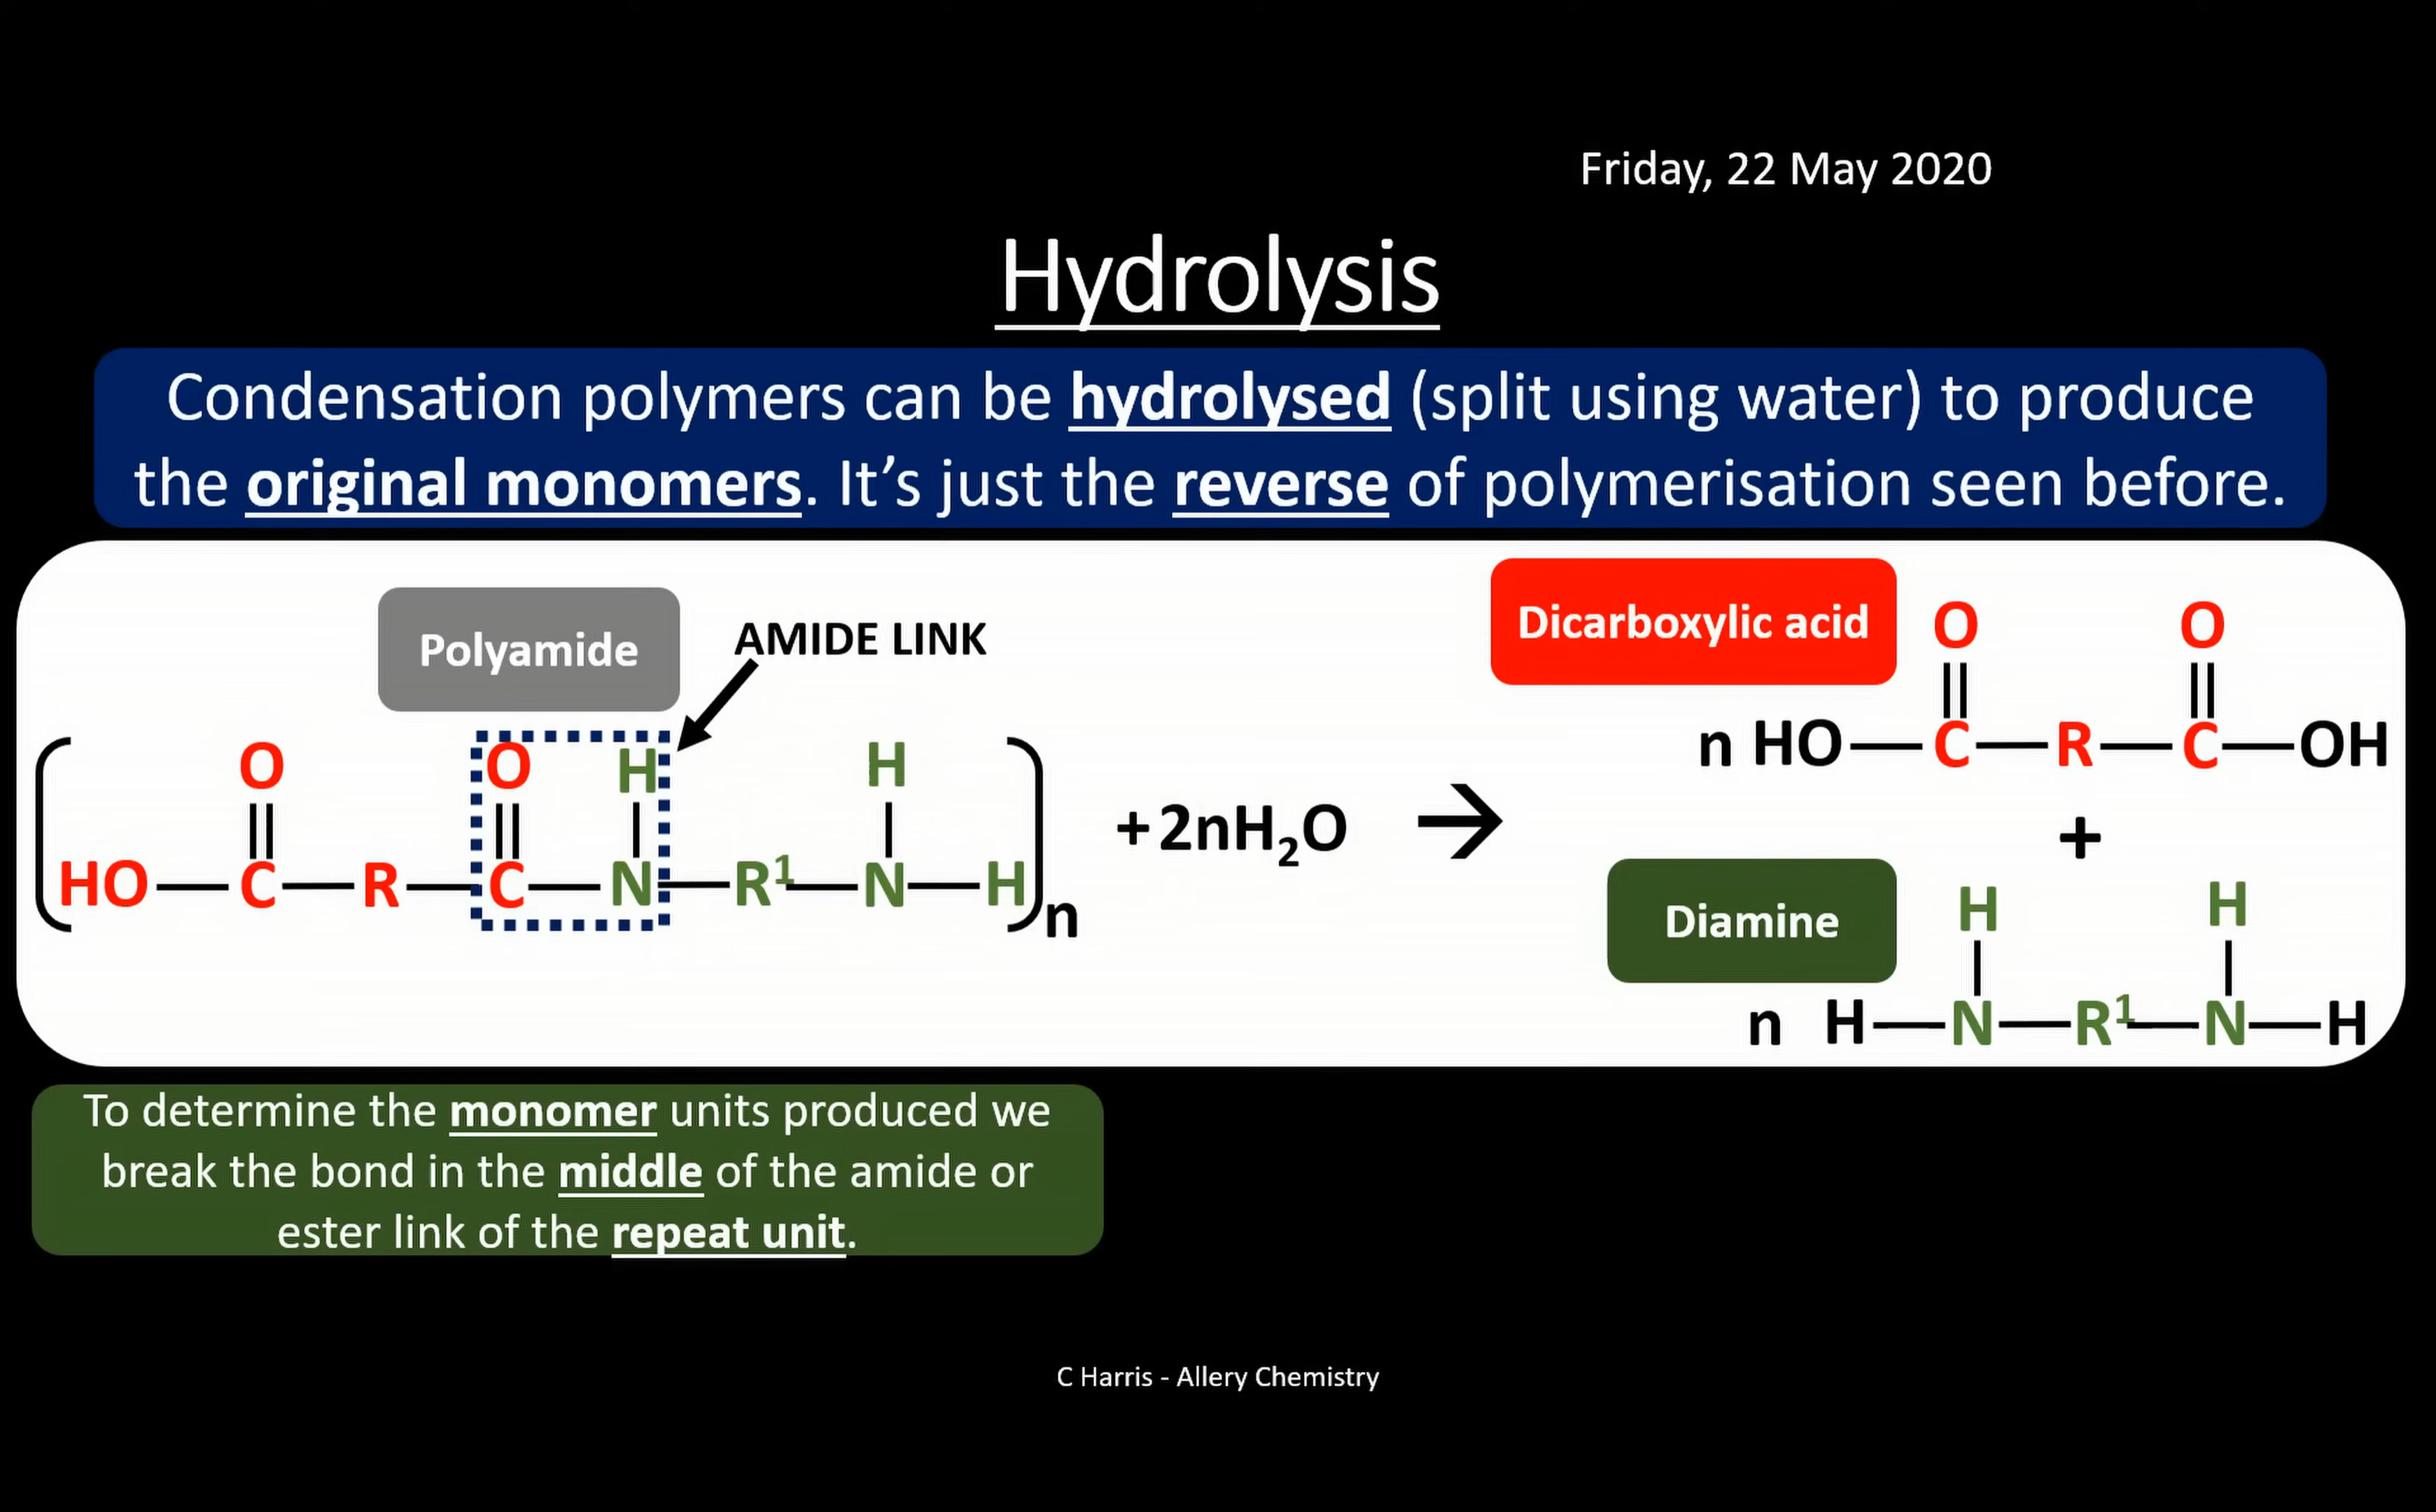 Friday, 22 May 2020
Hydrolysis
Condensation polymers can be hydrolysed (split using water) to produce
the original monomers. It’s just the reverse of polymerisation seen before.
Polyamide
AMIDE LINK
O O H H
HO C R C N R¹ N H n
+ 2nH₂O →
Dicarboxylic acid
O O
n HO C R C OH
+
Diamine
H H
n H N R¹ N H
To determine the monomer units produced we
break the bond in the middle of the amide or
ester link of the repeat unit.
C Harris - Allery Chemistry